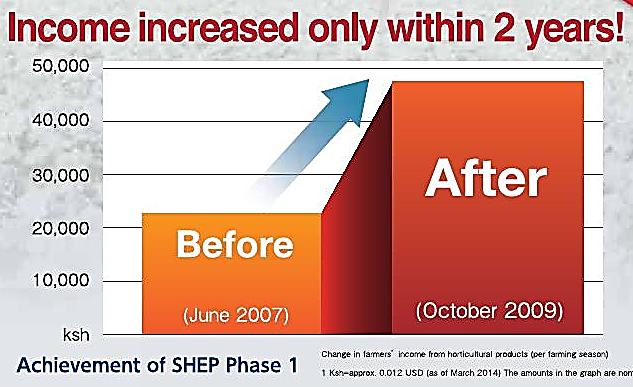 Income increased only within 2 years!
50,000
40,000
30,000
20,000
10,000
ksh
Before
(June 2007)
After
(October 2009)
Achievement of SHEP Phase 1
Change in farmers' income from horticultural products (per farming season)
1 Ksh=approx. 0.012 USD (as of March 2014) The amounts in the graph are